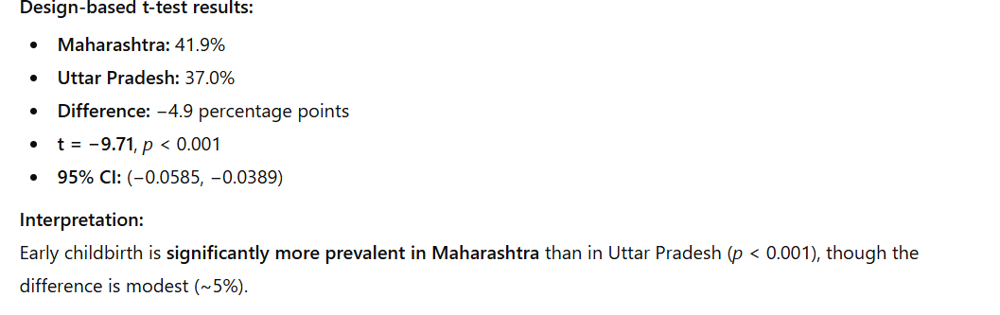 Design-based t-test results:
• Maharashtra: 41.9%
• Uttar Pradesh: 37.0%
• Difference: −4.9 percentage points
• t = −9.71, p < 0.001
• 95% CI: (−0.0585, −0.0389)
Interpretation:
Early childbirth is significantly more prevalent in Maharashtra than in Uttar Pradesh (p < 0.001), though the
difference is modest (~5%).